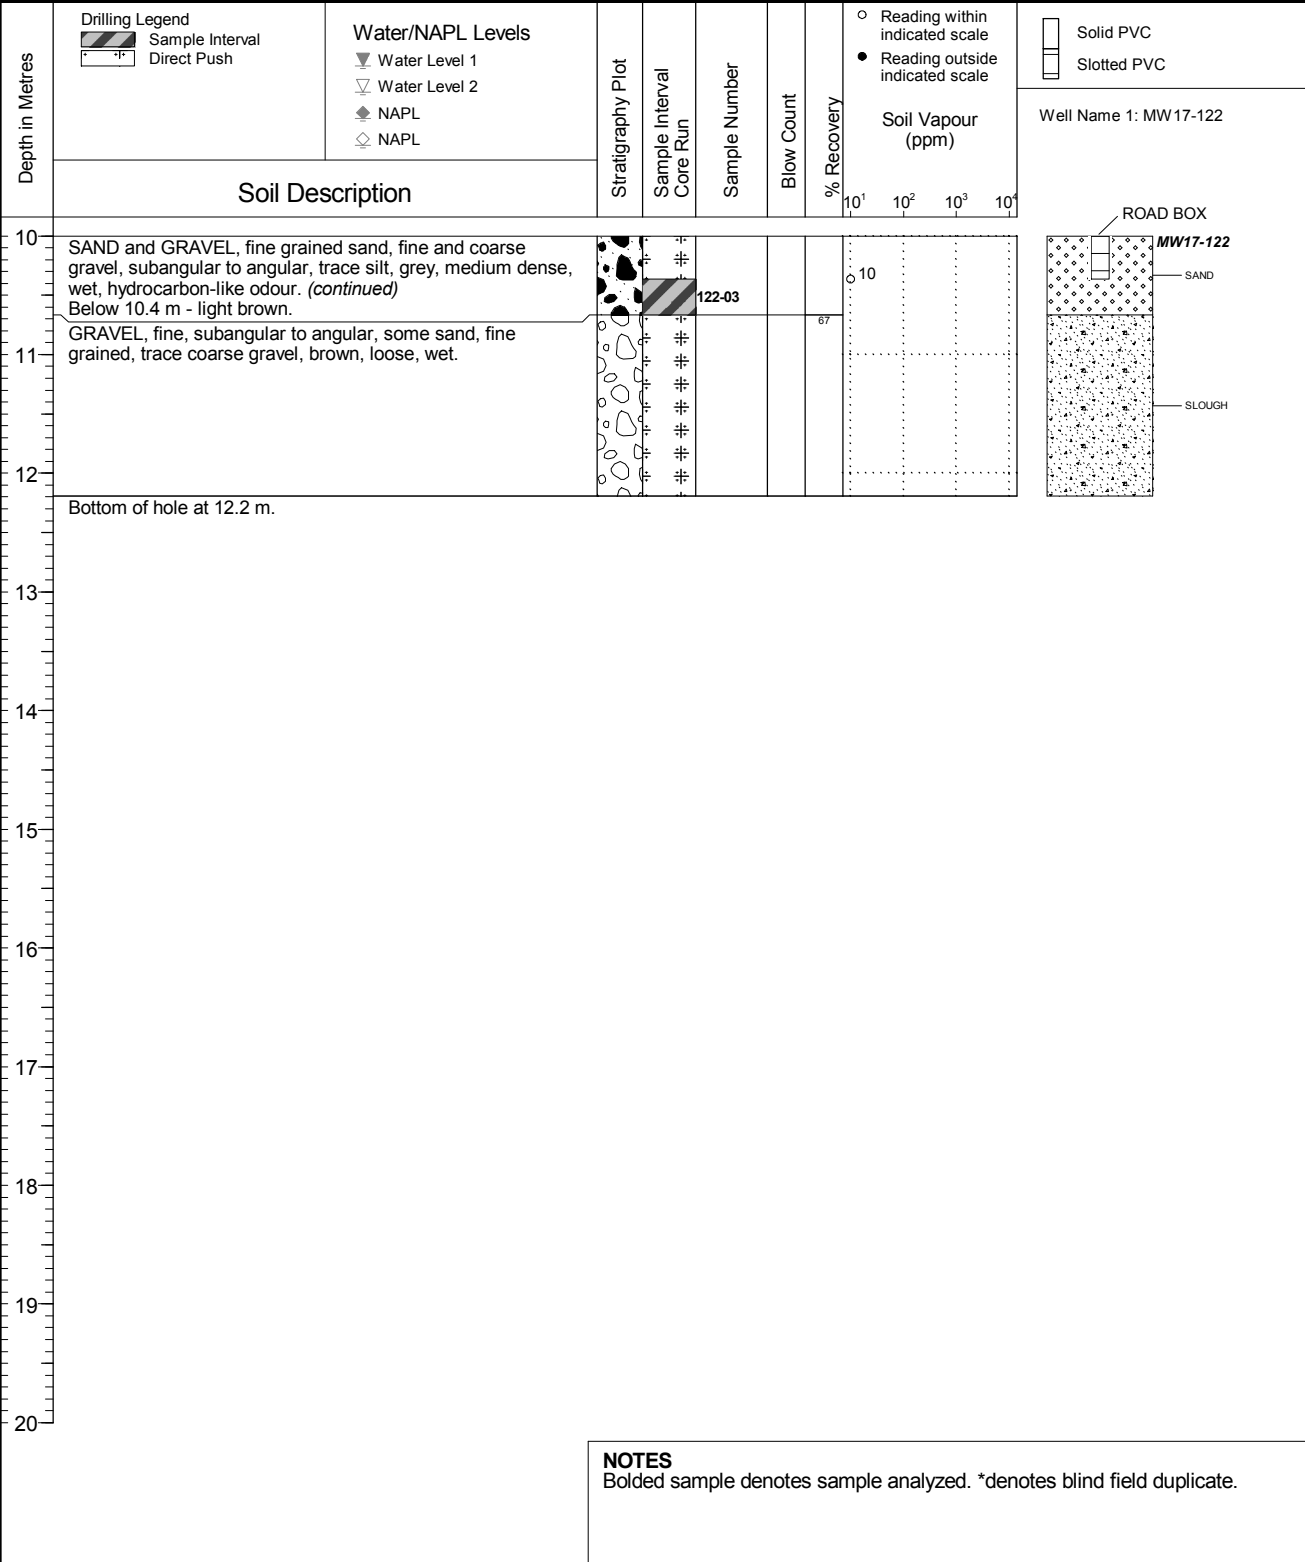 Depth in Metres
Drilling Legend
Sample Interval
Direct Push
Water/NAPL Levels
Water Level 1
Water Level 2
NAPL
NAPL
Soil Description
Stratigraphy Plot
Sample Interval
Core Run
Sample Number
Blow Count
% Recovery
Reading within
indicated scale
Reading outside
indicated scale
Soil Vapour
(ppm)
10¹ 10² 10³ 10⁴
Solid PVC
Slotted PVC
Well Name 1: MW17-122
ROAD BOX
MW17-122
SAND
SLOUGH
10
SAND and GRAVEL, fine grained sand, fine and coarse
gravel, subangular to angular, trace silt, grey, medium dense,
wet, hydrocarbon-like odour. (continued)
Below 10.4 m - light brown.
122-03
10
67
GRAVEL, fine, subangular to angular, some sand, fine
grained, trace coarse gravel, brown, loose, wet.
11
12
Bottom of hole at 12.2 m.
13
14
15
16
17
18
19
20
NOTES
Bolded sample denotes sample analyzed. *denotes blind field duplicate.